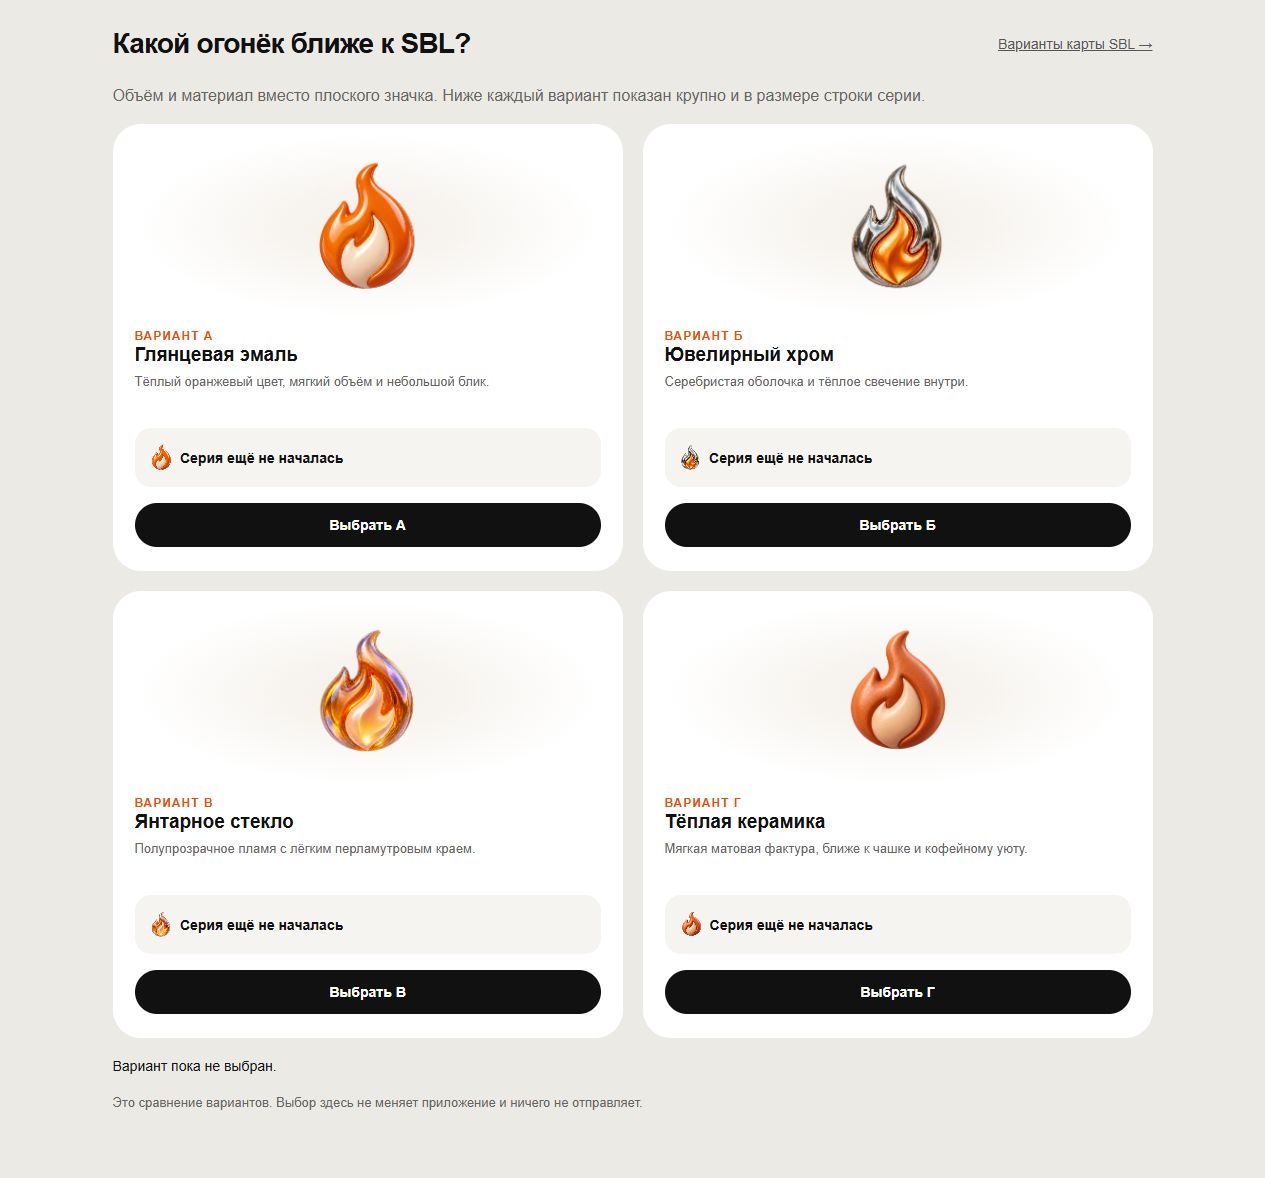 Какой огонёк ближе к SBL?
Варианты карты SBL →
Объём и материал вместо плоского значка. Ниже каждый вариант показан крупно и в размере строки серии.
ВАРИАНТ А
Глянцевая эмаль
Тёплый оранжевый цвет, мягкий объём и небольшой блик.
Серия ещё не началась
Выбрать А
ВАРИАНТ Б
Ювелирный хром
Серебристая оболочка и тёплое свечение внутри.
Серия ещё не началась
Выбрать Б
ВАРИАНТ В
Янтарное стекло
Полупрозрачное пламя с лёгким перламутровым краем.
Серия ещё не началась
Выбрать В
ВАРИАНТ Г
Тёплая керамика
Мягкая матовая фактура, ближе к чашке и кофейному уюту.
Серия ещё не началась
Выбрать Г
Вариант пока не выбран.
Это сравнение вариантов. Выбор здесь не меняет приложение и ничего не отправляет.